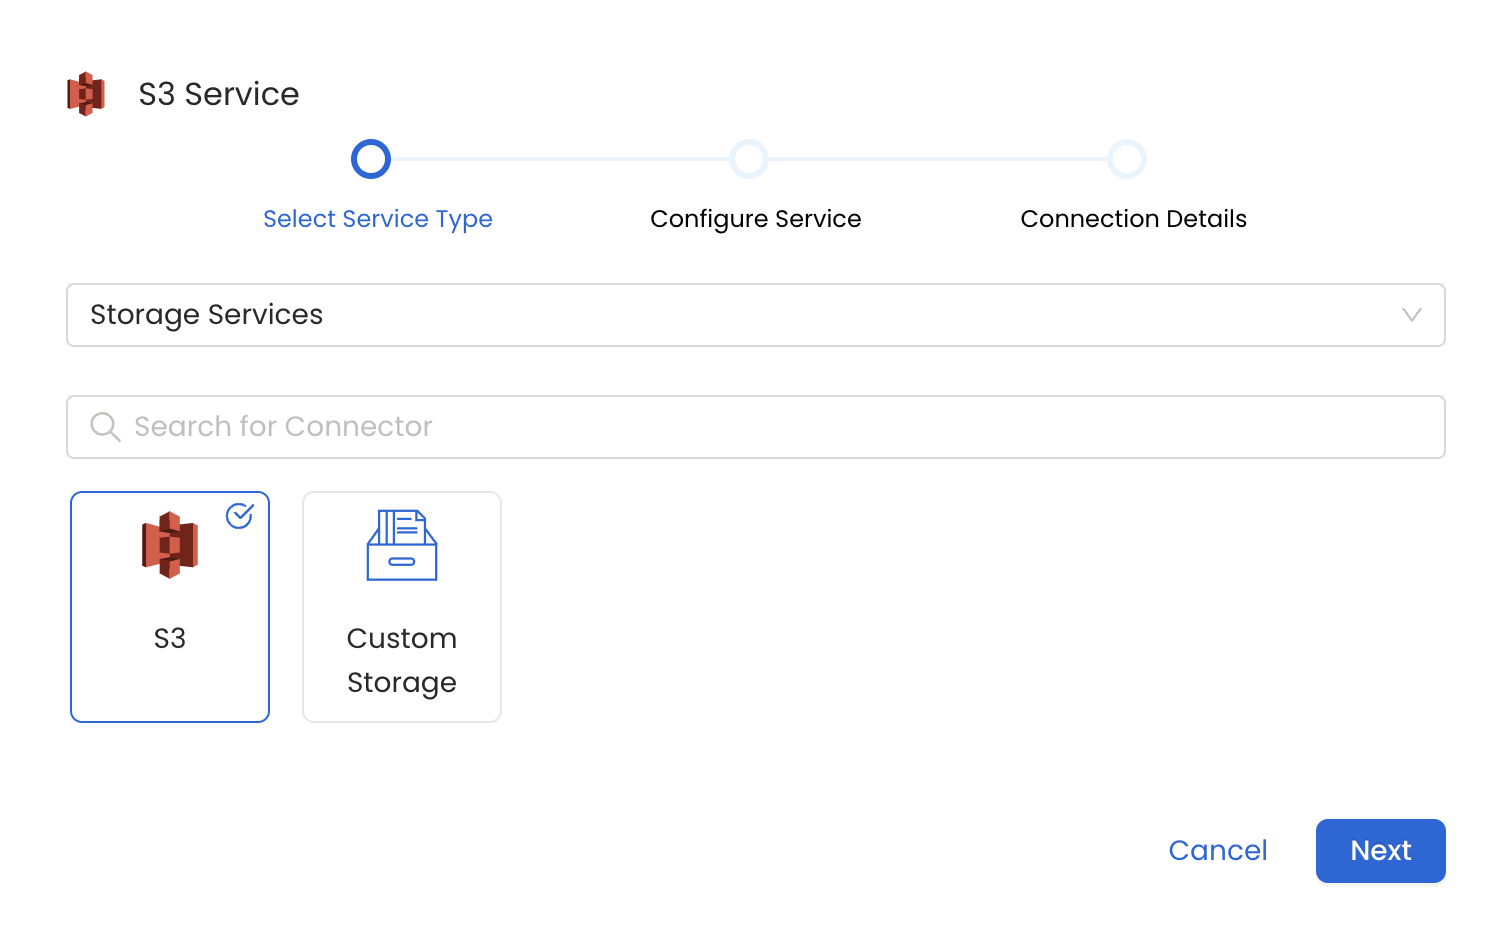 S3 Service
Select Service Type
Configure Service
Connection Details
Storage Services
Search for Connector
S3
Custom
Storage
Cancel
Next